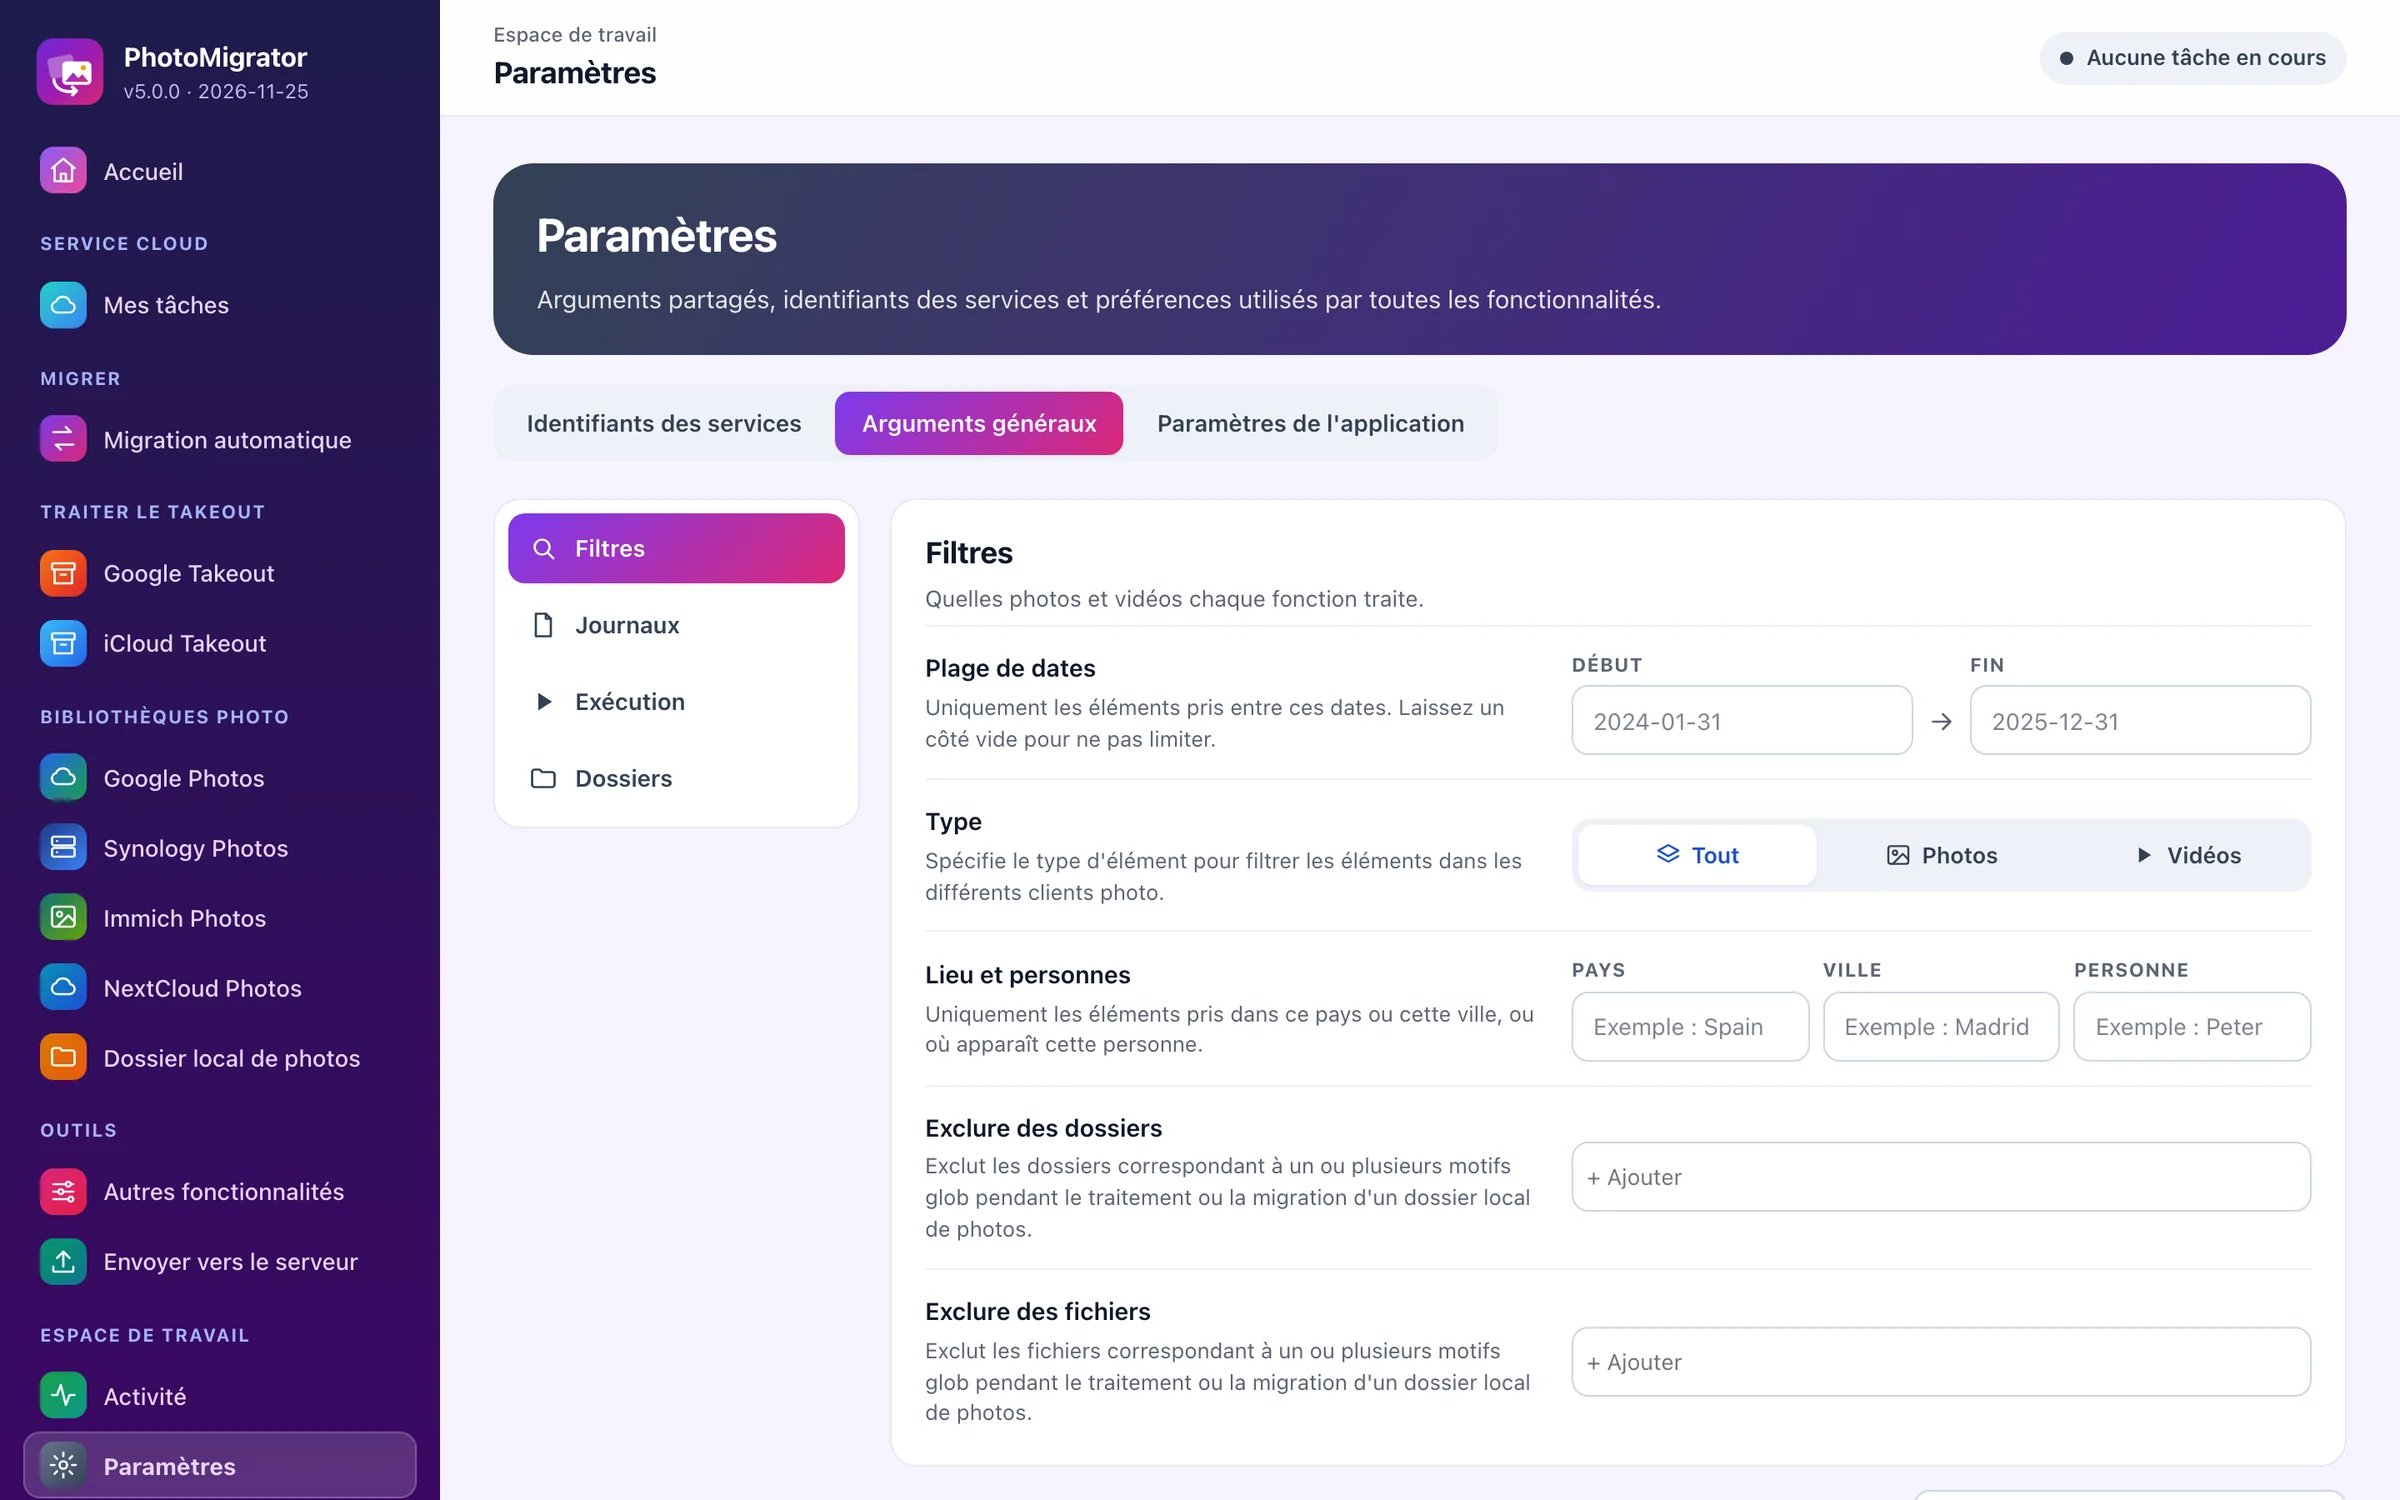 PhotoMigrator
v5.0.0 · 2026-11-25
Accueil
SERVICE CLOUD
Mes tâches
MIGRER
Migration automatique
TRAITER LE TAKEOUT
Google Takeout
iCloud Takeout
BIBLIOTHÈQUES PHOTO
Google Photos
Synology Photos
Immich Photos
NextCloud Photos
Dossier local de photos
OUTILS
Autres fonctionnalités
Envoyer vers le serveur
ESPACE DE TRAVAIL
Activité
Paramètres
Espace de travail
Paramètres
Aucune tâche en cours
Paramètres
Arguments partagés, identifiants des services et préférences utilisés par toutes les fonctionnalités.
Identifiants des services
Arguments généraux
Paramètres de l'application
Filtres
Journaux
Exécution
Dossiers
Filtres
Quelles photos et vidéos chaque fonction traite.
Plage de dates
Uniquement les éléments pris entre ces dates. Laissez un
côté vide pour ne pas limiter.
DÉBUT
2024-01-31
→
FIN
2025-12-31
Type
Spécifie le type d'élément pour filtrer les éléments dans les
différents clients photo.
Tout
Photos
Vidéos
Lieu et personnes
Uniquement les éléments pris dans ce pays ou cette ville, ou
où apparaît cette personne.
PAYS
Exemple : Spain
VILLE
Exemple : Madrid
PERSONNE
Exemple : Peter
Exclure des dossiers
Exclut les dossiers correspondant à un ou plusieurs motifs
glob pendant le traitement ou la migration d'un dossier local
de photos.
+ Ajouter
Exclure des fichiers
Exclut les fichiers correspondant à un ou plusieurs motifs
glob pendant le traitement ou la migration d'un dossier local
de photos.
+ Ajouter